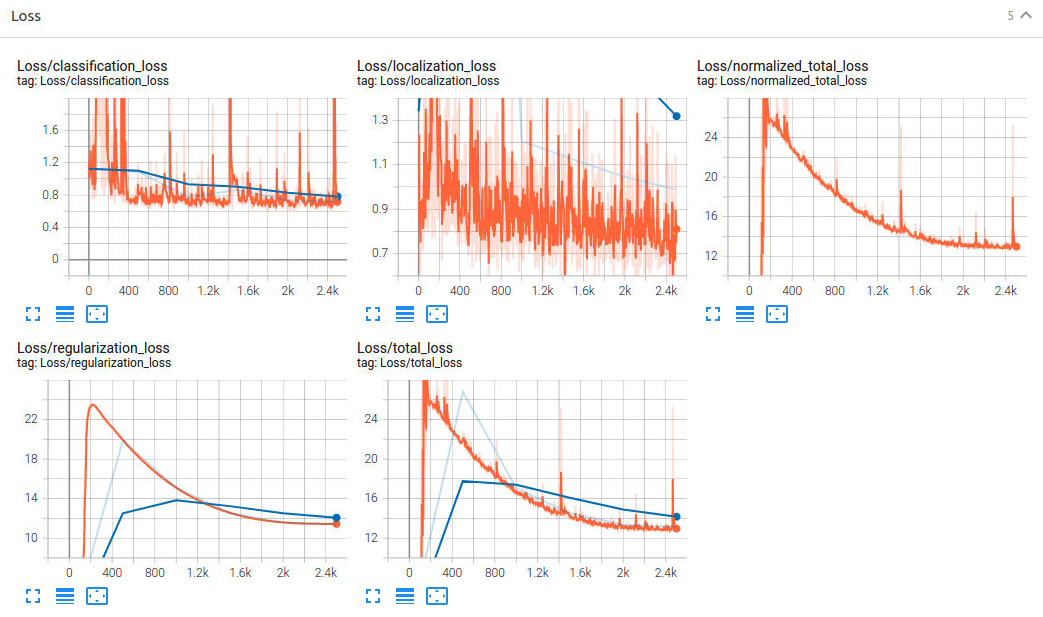 Loss 5
Loss/classification_loss
tag: Loss/classification_loss
1.6
1.2
0.8
0.4
0
0 400 800 1.2k 1.6k 2k 2.4k
Loss/localization_loss
tag: Loss/localization_loss
1.3
1.1
0.9
0.7
0 400 800 1.2k 1.6k 2k 2.4k
Loss/normalized_total_loss
tag: Loss/normalized_total_loss
24
20
16
12
0 400 800 1.2k 1.6k 2k 2.4k
Loss/regularization_loss
tag: Loss/regularization_loss
22
18
14
10
0 400 800 1.2k 1.6k 2k 2.4k
Loss/total_loss
tag: Loss/total_loss
24
20
16
12
0 400 800 1.2k 1.6k 2k 2.4k